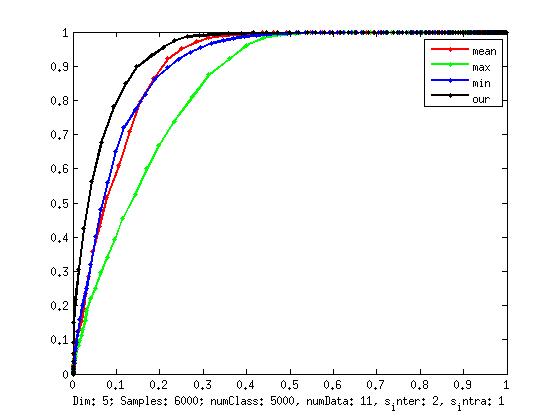 1
0.9
0.8
0.7
0.6
0.5
0.4
0.3
0.2
0.1
0
mean
max
min
our
0 0.1 0.2 0.3 0.4 0.5 0.6 0.7 0.8 0.9 1
Dim: 5; Samples: 6000; numClass: 5000, numData: 11, sᵢnter: 2, sᵢntra: 1